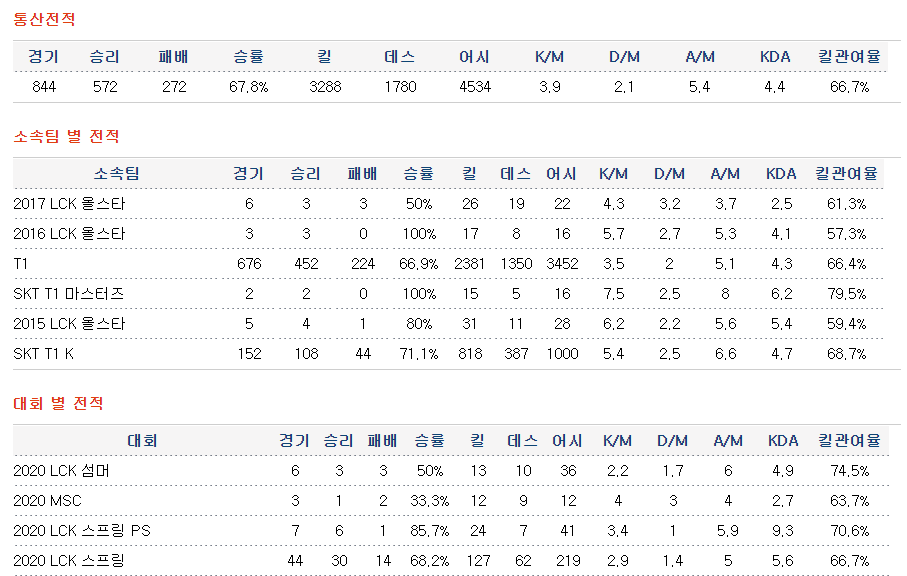 통산전적
경기 승리 패배 승률 킬 데스 어시 K/M D/M A/M KDA 킬관여율
844 572 272 67.8% 3288 1780 4534 3.9 2.1 5.4 4.4 66.7%
소속팀 별 전적
소속팀 경기 승리 패배 승률 킬 데스 어시 K/M D/M A/M KDA 킬관여율
2017 LCK 올스타 6 3 3 50% 26 19 22 4.3 3.2 3.7 2.5 61.3%
2016 LCK 올스타 3 3 0 100% 17 8 16 5.7 2.7 5.3 4.1 57.3%
T1 676 452 224 66.9% 2381 1350 3452 3.5 2 5.1 4.3 66.4%
SKT T1 마스터즈 2 2 0 100% 15 5 16 7.5 2.5 8 6.2 79.5%
2015 LCK 올스타 5 4 1 80% 31 11 28 6.2 2.2 5.6 5.4 59.4%
SKT T1 K 152 108 44 71.1% 818 387 1000 5.4 2.5 6.6 4.7 68.7%
대회 별 전적
대회 경기 승리 패배 승률 킬 데스 어시 K/M D/M A/M KDA 킬관여율
2020 LCK 섬머 6 3 3 50% 13 10 36 2.2 1.7 6 4.9 74.5%
2020 MSC 3 1 2 33.3% 12 9 12 4 3 4 2.7 63.7%
2020 LCK 스프링 PS 7 6 1 85.7% 24 7 41 3.4 1 5.9 9.3 70.6%
2020 LCK 스프링 44 30 14 68.2% 127 62 219 2.9 1.4 5 5.6 66.7%